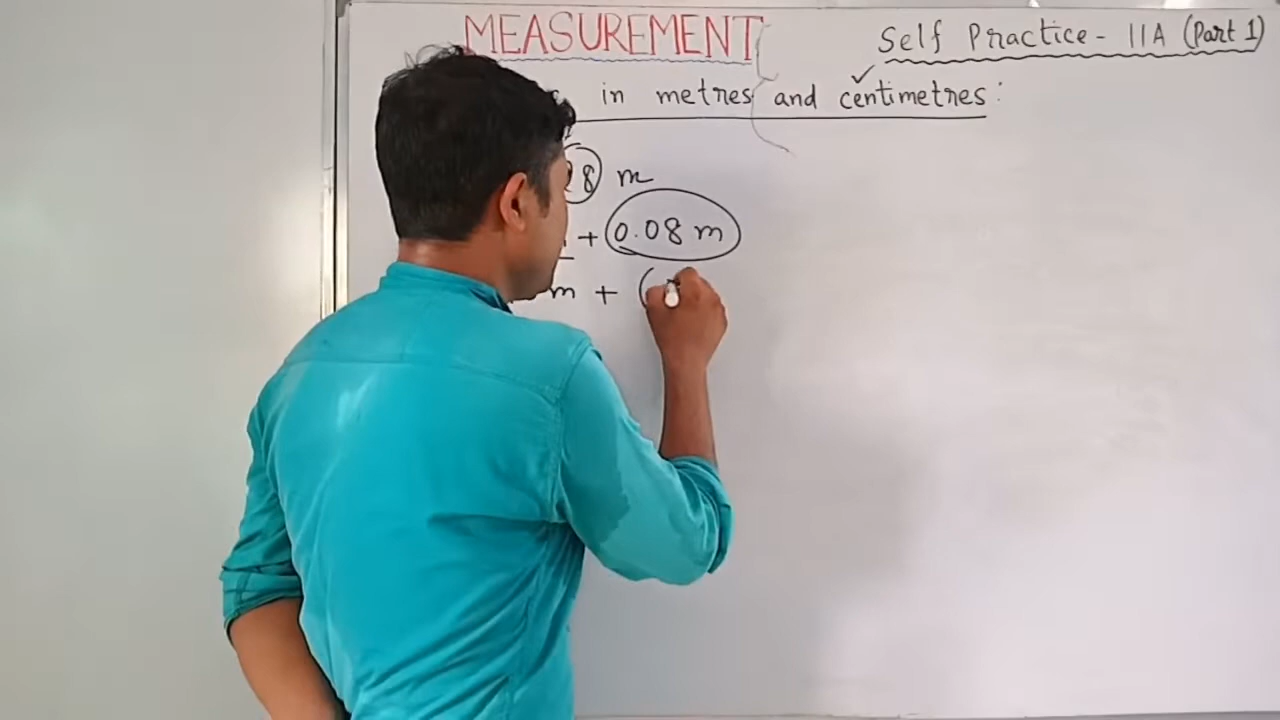 MEASUREMENT
Self Practice - 11A (Part 1)
in metres and centimetres:
8 m
+ 0.08 m
m + (